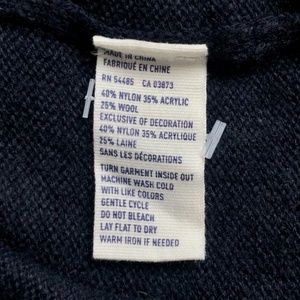 MADE IN CHINA
FABRIQUÉ EN CHINE
RN 54485 CA 03673
40% NYLON 35% ACRYLIC
25% WOOL
EXCLUSIVE OF DECORATION
40% NYLON 35% ACRYLIQUE
25% LAINE
SANS LES DÉCORATIONS
TURN GARMENT INSIDE OUT
MACHINE WASH COLD
WITH LIKE COLORS
GENTLE CYCLE
DO NOT BLEACH
LAY FLAT TO DRY
WARM IRON IF NEEDED